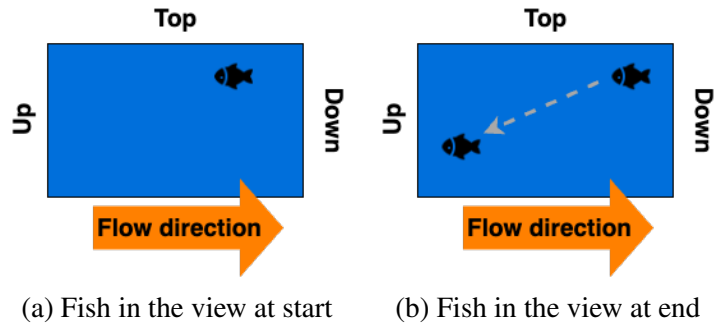 Top
Up
Down
Flow direction
(a) Fish in the view at start
Top
Up
Down
Flow direction
(b) Fish in the view at end